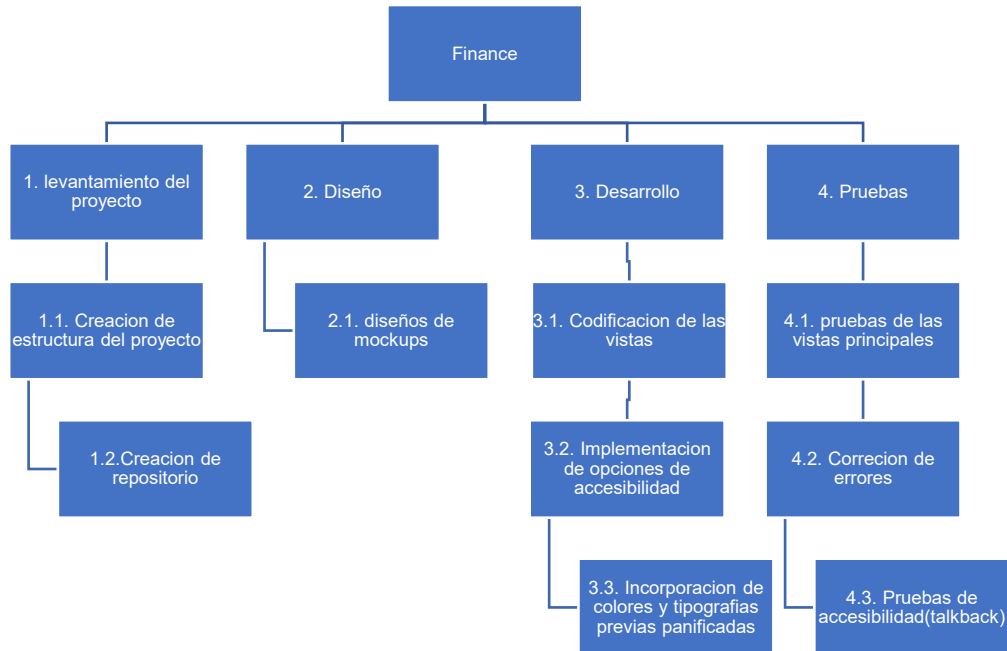 Finance
1. levantamiento del
proyecto
2. Diseño
3. Desarrollo
4. Pruebas
1.1. Creacion de
estructura del proyecto
2.1. diseños de
mockups
3.1. Codificacion de las
vistas
4.1. pruebas de las
vistas principales
1.2.Creacion de
repositorio
3.2. Implementacion
de opciones de
accesibilidad
4.2. Correcion de
errores
3.3. Incorporacion de
colores y tipografias
previas panificadas
4.3. Pruebas de
accesibilidad(talkback)